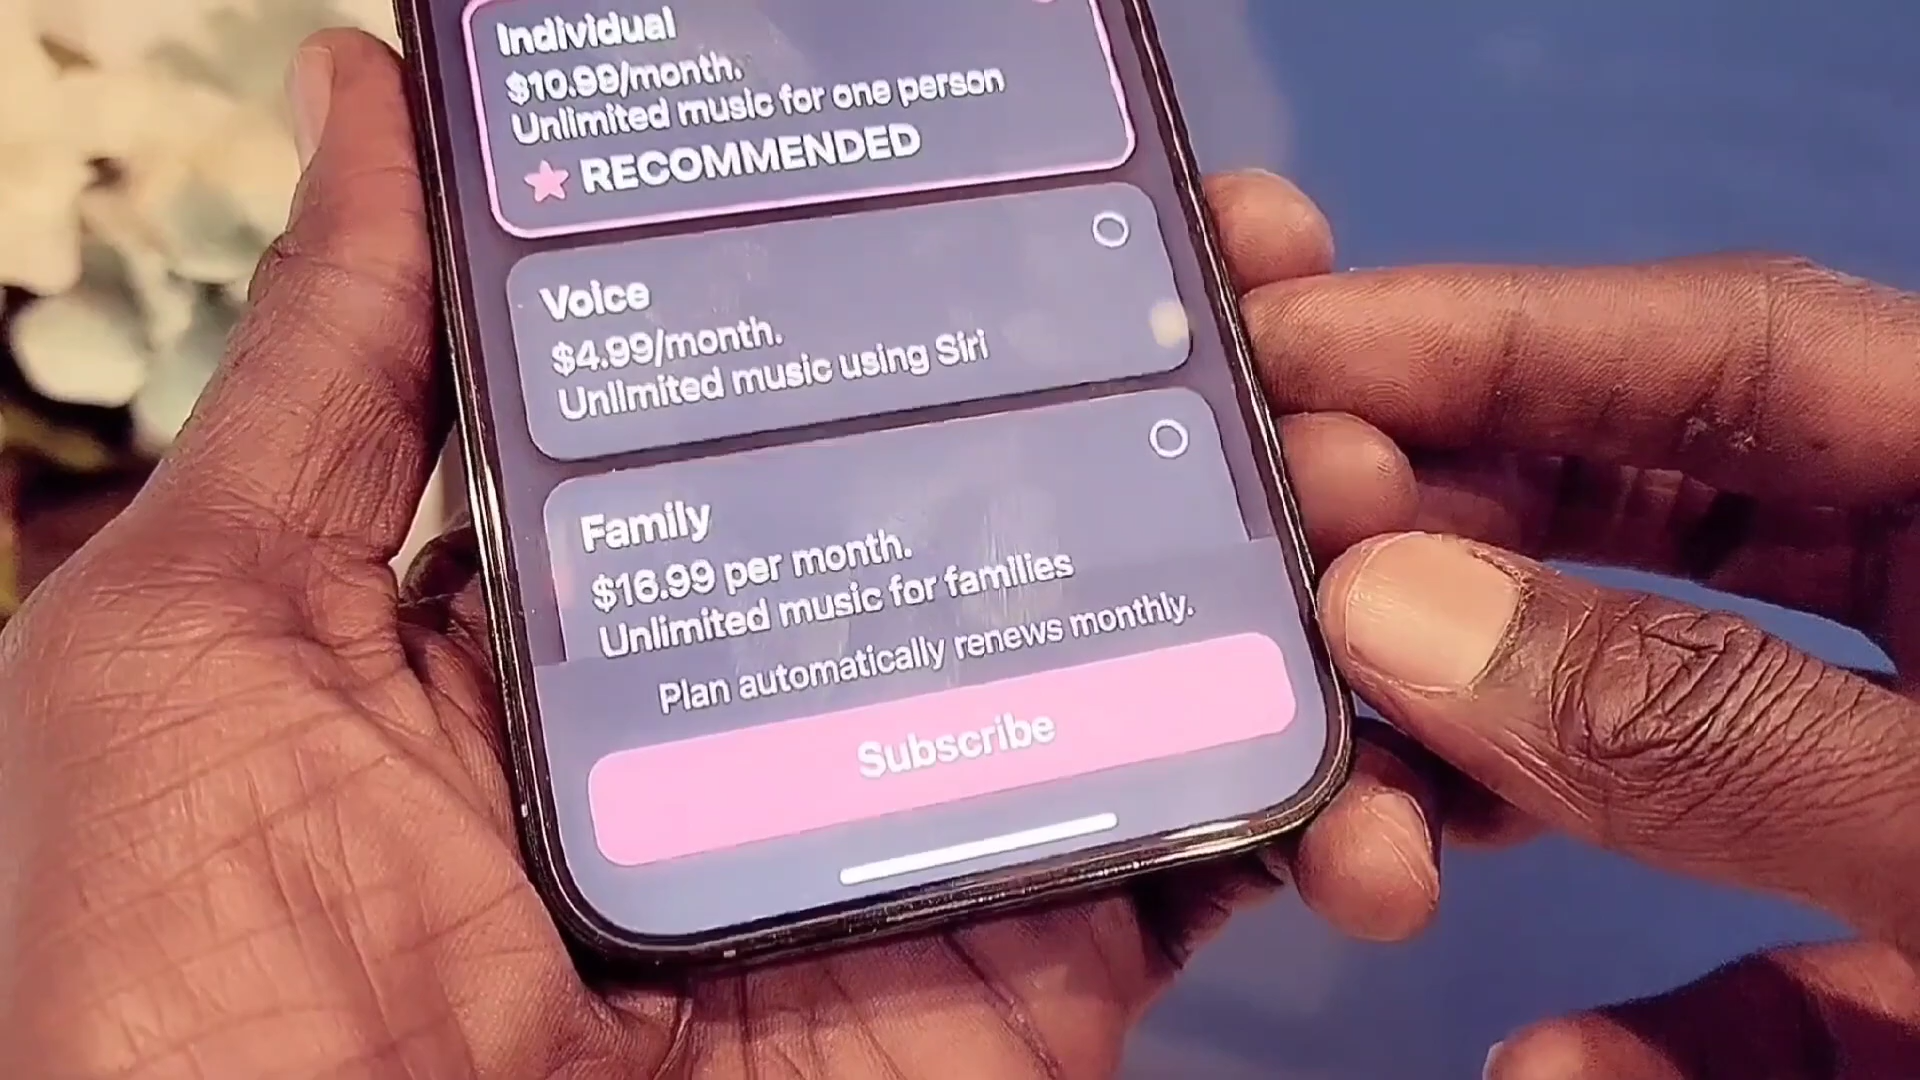 Individual
$10.99/month.
Unlimited music for one person
RECOMMENDED
Voice
$4.99/month.
Unlimited music using Siri
Family
$16.99 per month.
Unlimited music for families
Plan automatically renews monthly.
Subscribe